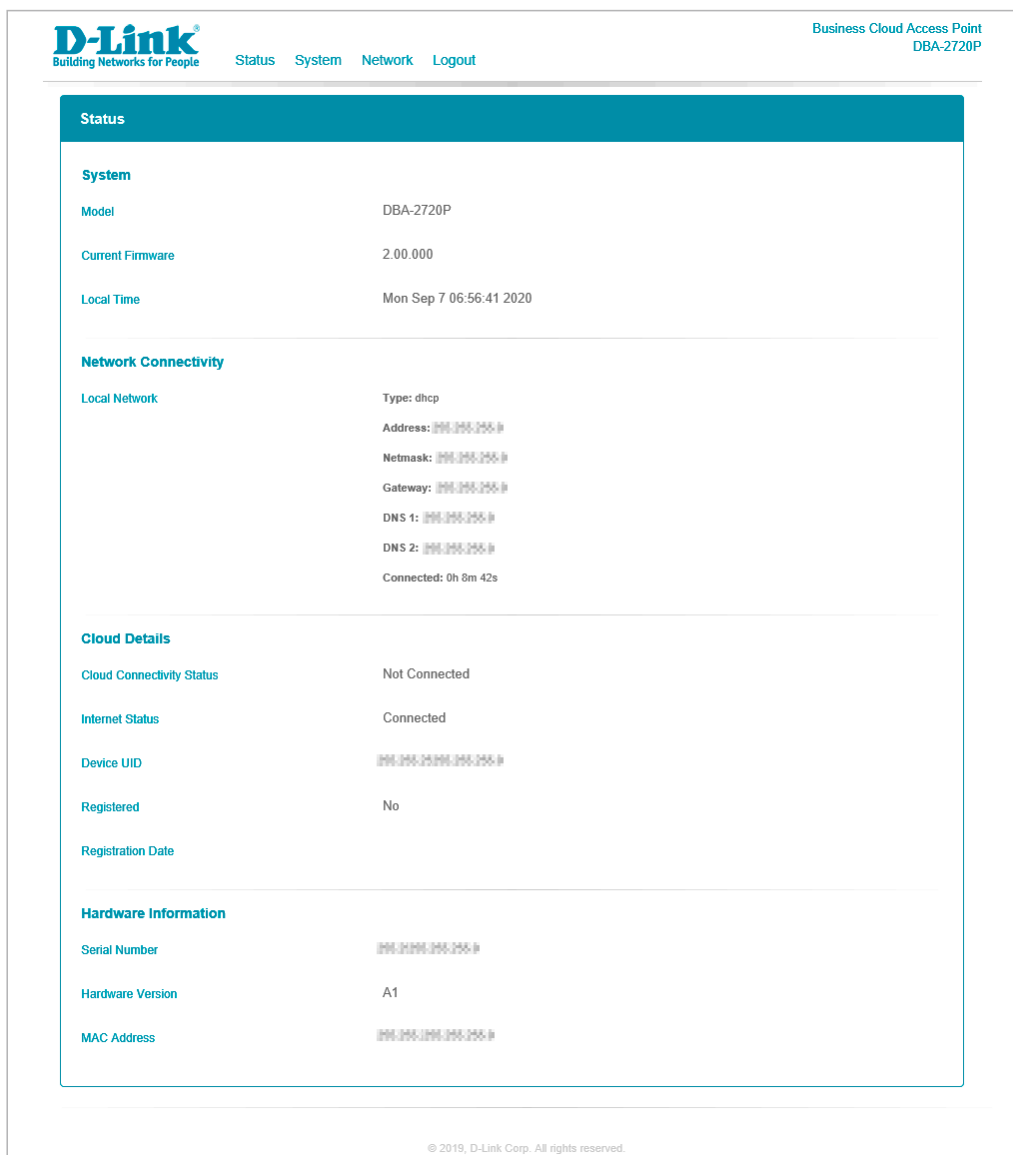 D-Link®
Building Networks for People
Status System Network Logout
Business Cloud Access Point
DBA-2720P
Status
System
Model DBA-2720P
Current Firmware 2.00.000
Local Time Mon Sep 7 06:56:41 2020
Network Connectivity
Local Network Type: dhcp
Address:
Netmask:
Gateway:
DNS 1:
DNS 2:
Connected: 0h 8m 42s
Cloud Details
Cloud Connectivity Status Not Connected
Internet Status Connected
Device UID
Registered No
Registration Date
Hardware Information
Serial Number
Hardware Version A1
MAC Address
© 2019, D-Link Corp. All rights reserved.